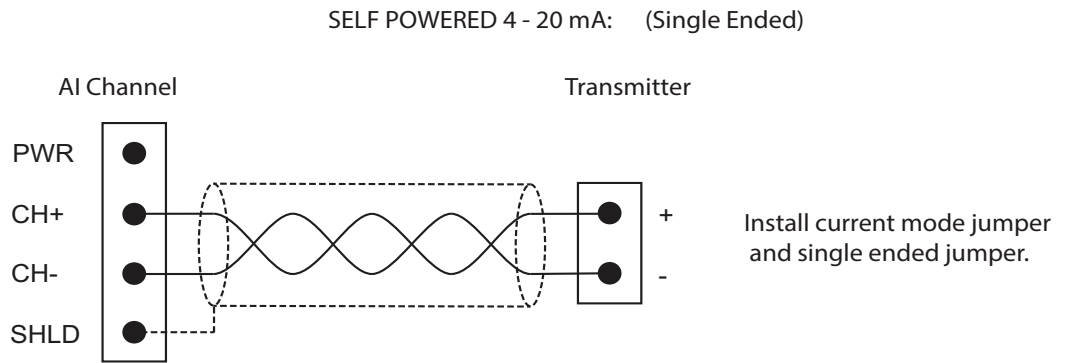 SELF POWERED 4 - 20 mA: (Single Ended)
AI Channel
Transmitter
PWR
CH+
CH-
SHLD
+
-
Install current mode jumper
and single ended jumper.